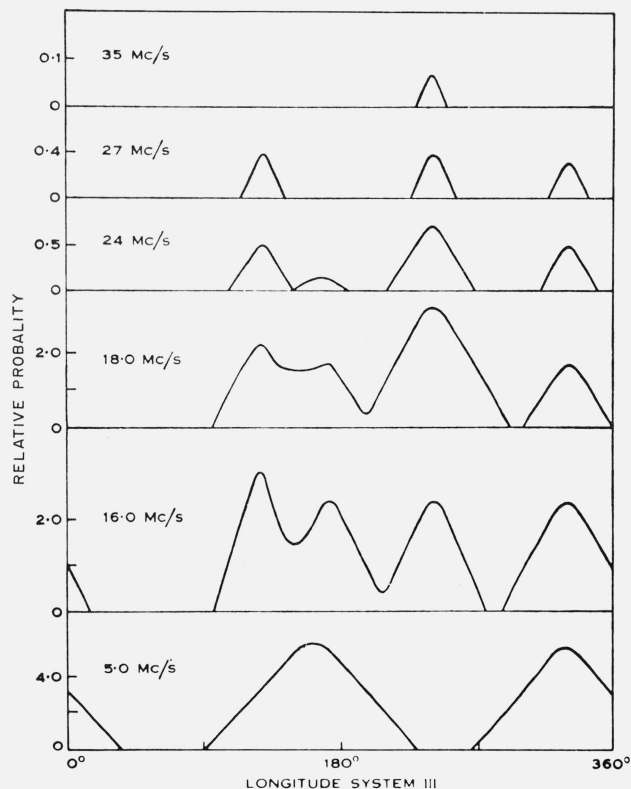 35 Mc/s
0·1
0
27 Mc/s
0·4
0
24 Mc/s
0·5
0
18·0 Mc/s
2·0
0
16·0 Mc/s
2·0
0
5·0 Mc/s
4·0
0
RELATIVE PROBALITY
0° 180° 360°
LONGITUDE SYSTEM III